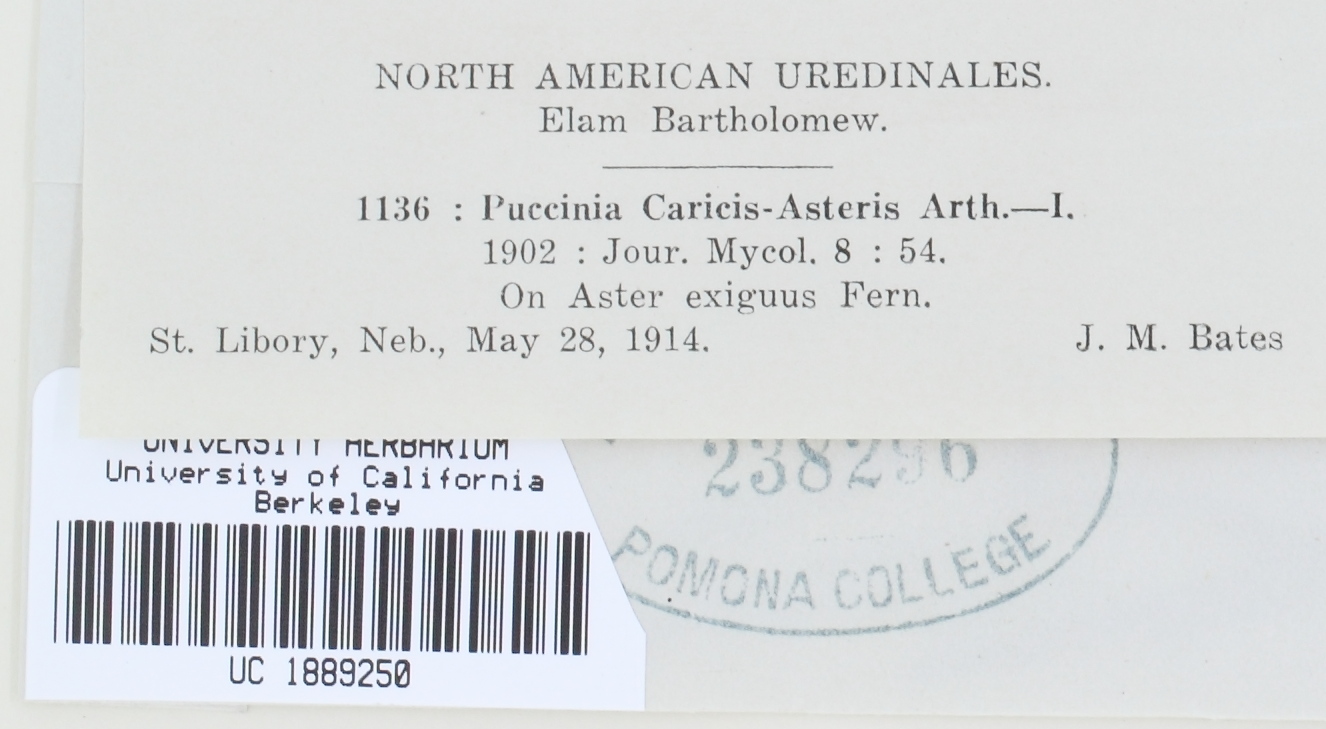 NORTH AMERICAN UREDINALES.
Elam Bartholomew.
1136 : Puccinia Caricis-Asteris Arth.—I.
1902 : Jour. Mycol. 8 : 54.
On Aster exiguus Fern.
St. Libory, Neb., May 28, 1914. J. M. Bates
UNIVERSITY HERBARIUM
University of California
Berkeley
UC 1889250
238296
POMONA COLLEGE